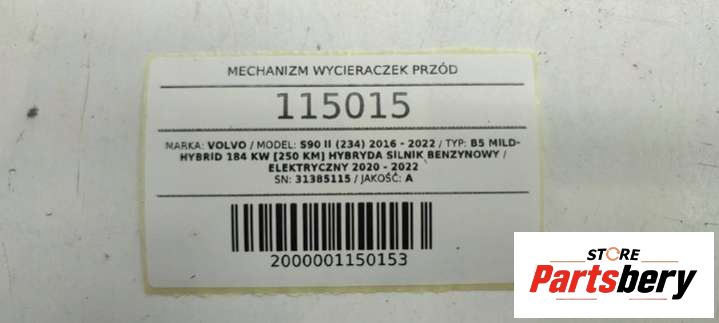 MECHANIZM WYCIERACZEK PRZÓD
115015
MARKA: VOLVO / MODEL: S90 II (234) 2016 - 2022 / TYP: B5 MILD-
HYBRID 184 KW [250 KM] HYBRYDA SILNIK BENZYNOWY /
ELEKTRYCZNY 2020 - 2022
SN: 31385115 / JAKOŚĆ: A
2000001150153
STORE
Partsbery